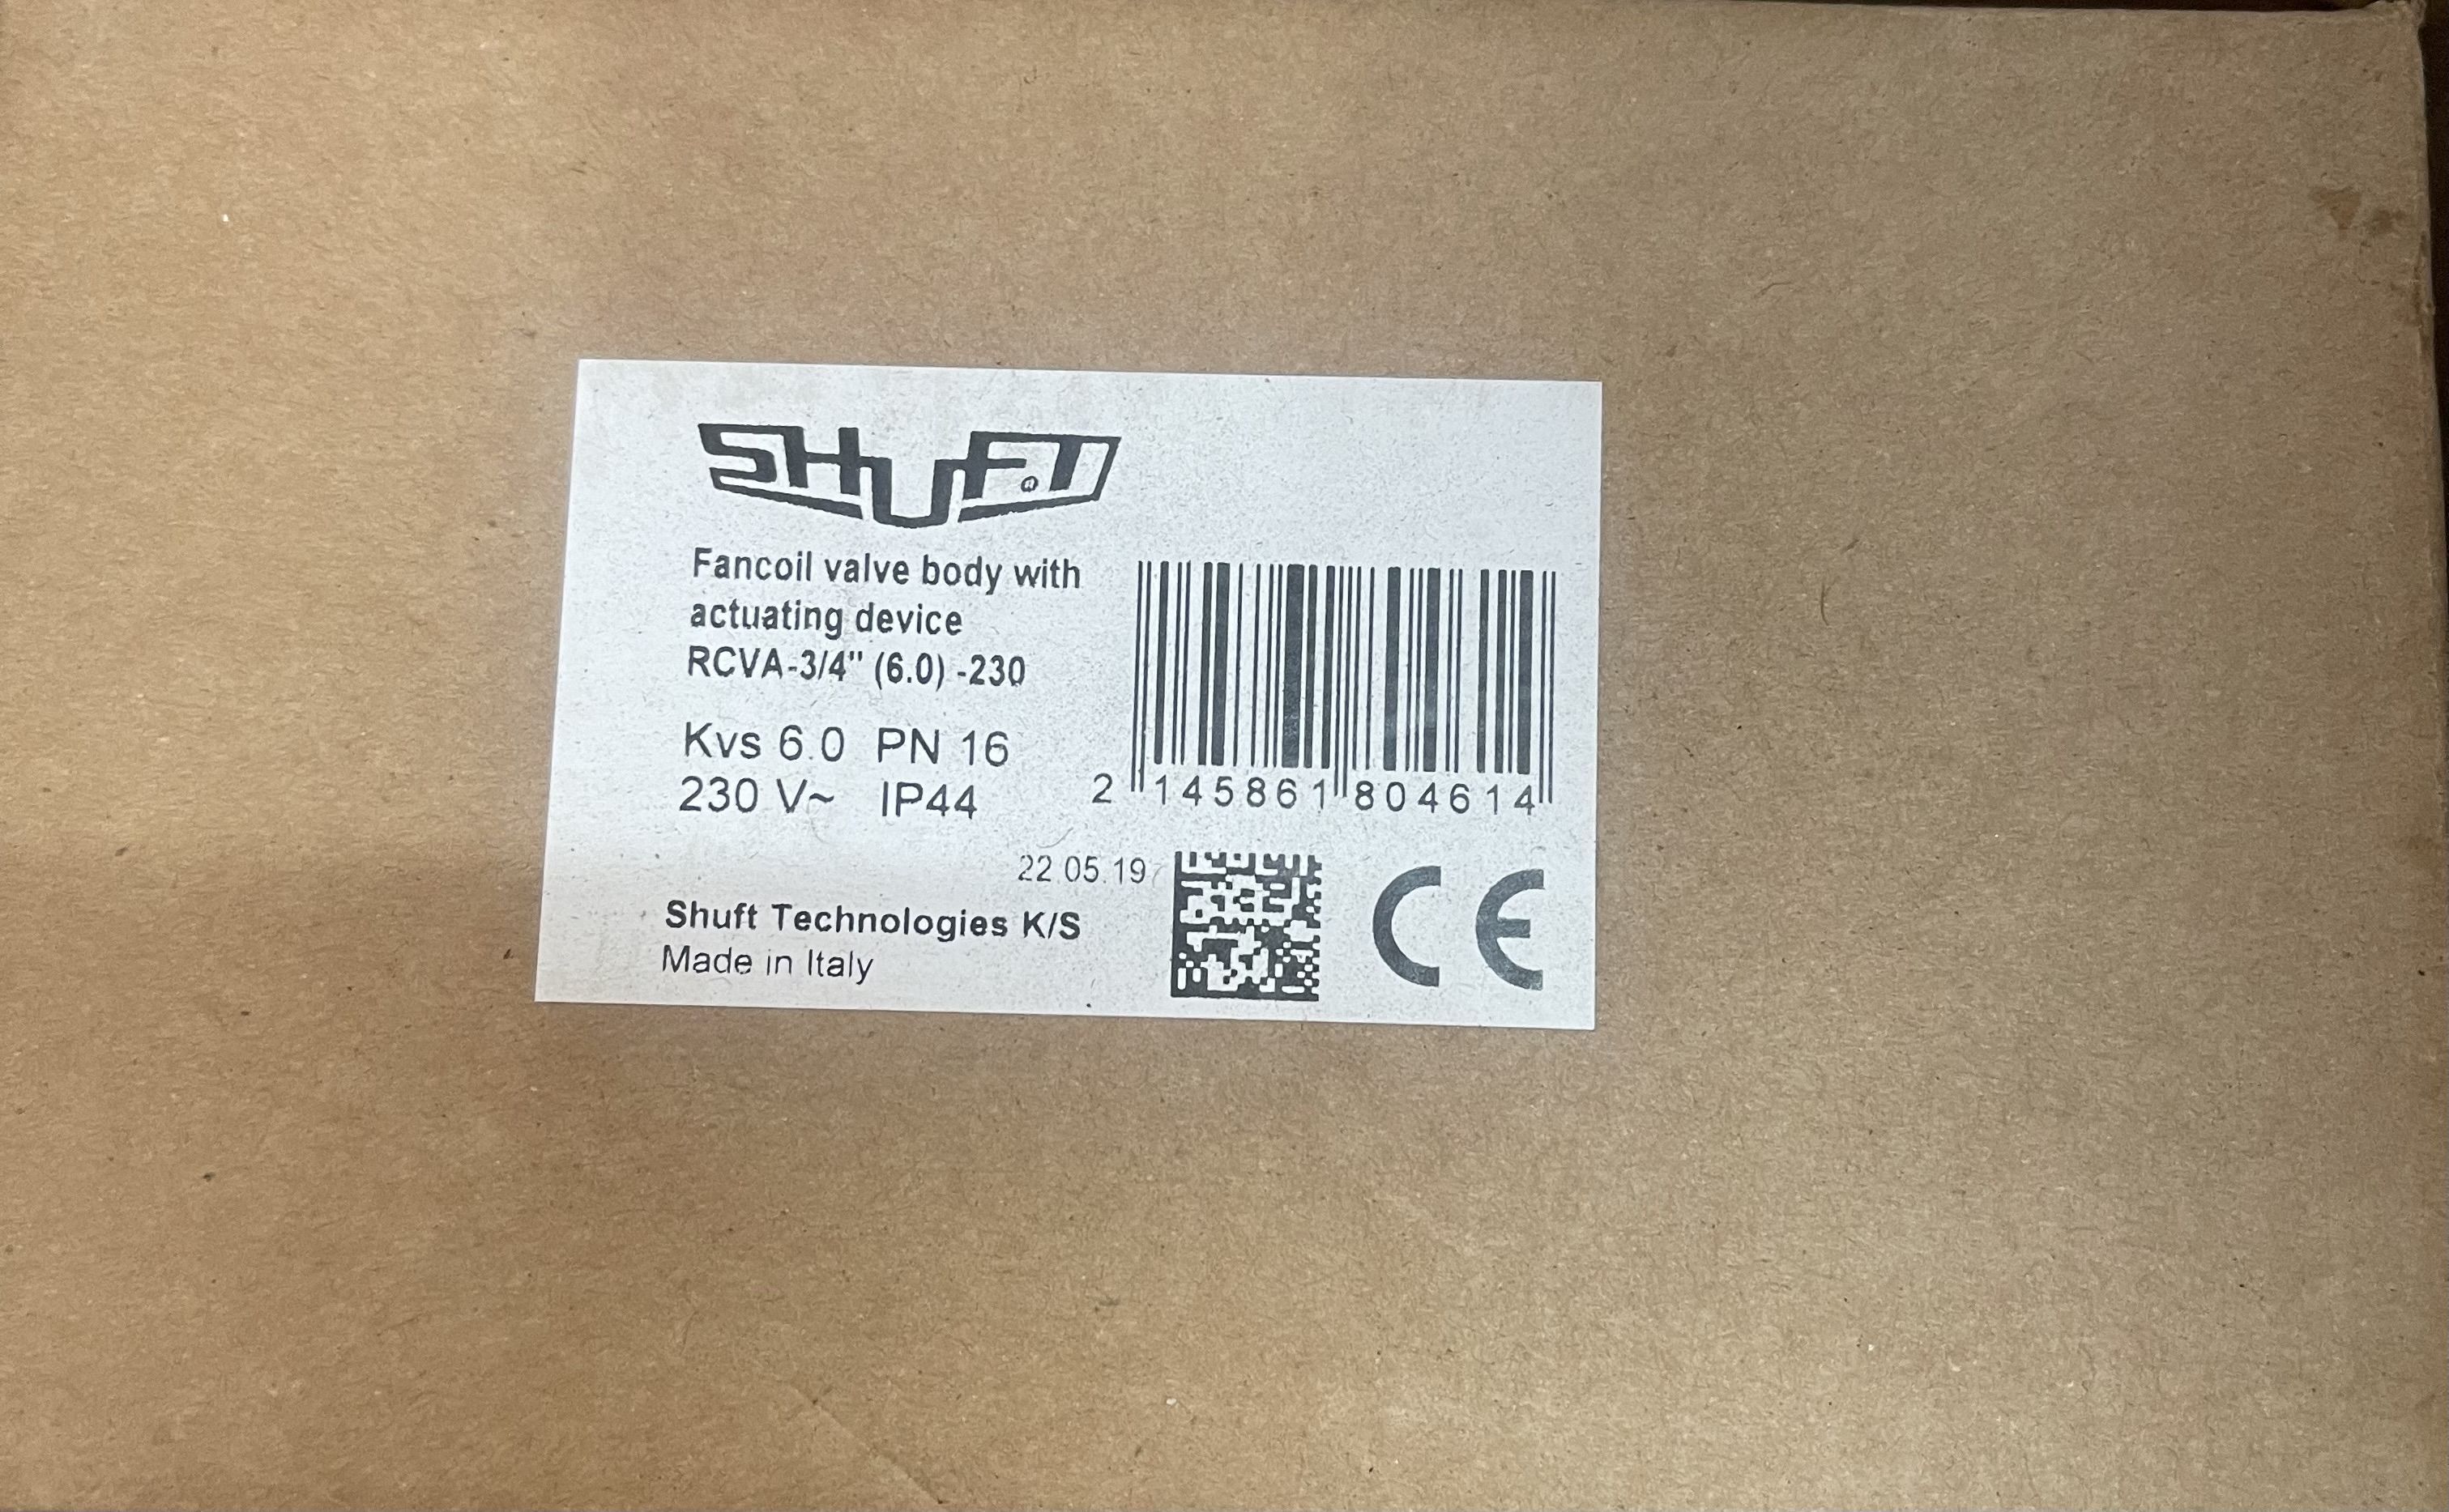 SHUFT
Fancoil valve body with
actuating device
RCVA-3/4" (6.0) -230
Kvs 6.0 PN 16
230 V~ IP44
2 145861 804614
22.05.19
Shuft Technologies K/S
Made in Italy
CE